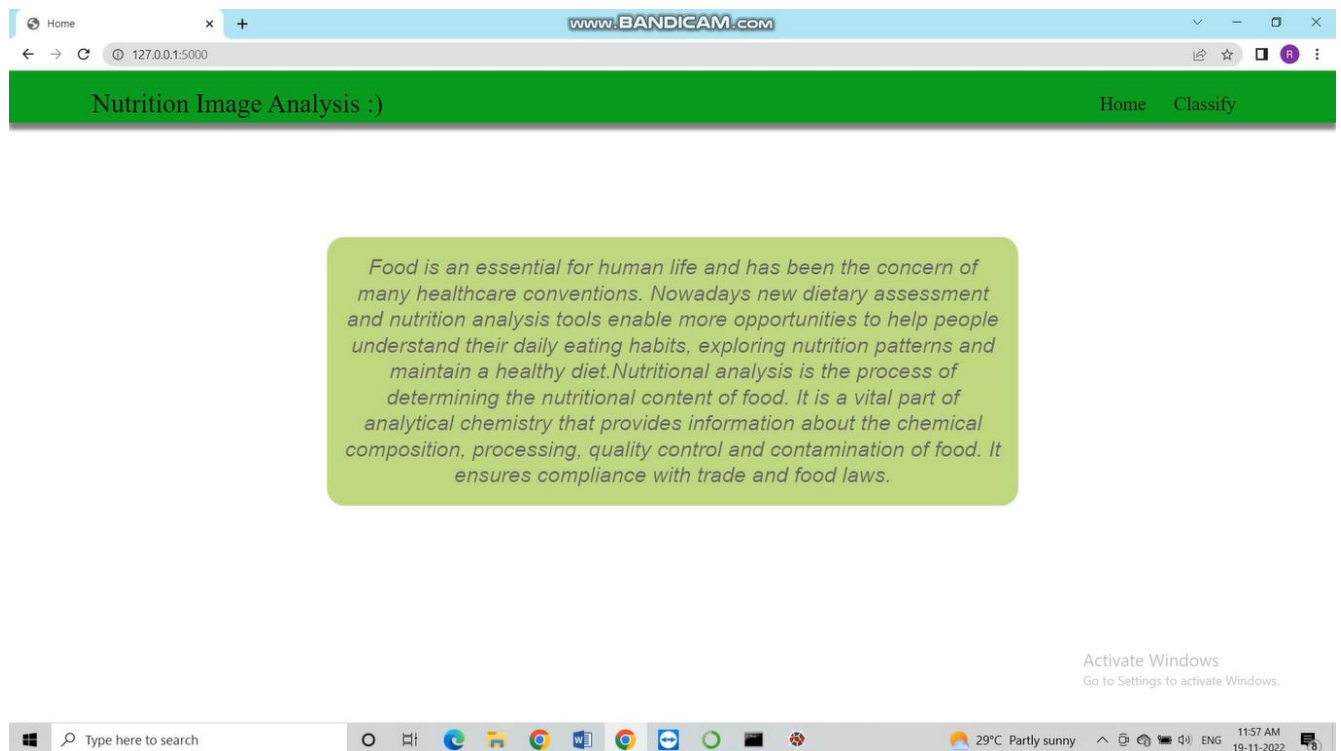 Home
www.BANDICAM.com
127.0.0.1:5000
R
Nutrition Image Analysis :)
Home Classify
Food is an essential for human life and has been the concern of
many healthcare conventions. Nowadays new dietary assessment
and nutrition analysis tools enable more opportunities to help people
understand their daily eating habits, exploring nutrition patterns and
maintain a healthy diet.Nutritional analysis is the process of
determining the nutritional content of food. It is a vital part of
analytical chemistry that provides information about the chemical
composition, processing, quality control and contamination of food. It
ensures compliance with trade and food laws.
Activate Windows
Go to Settings to activate Windows.
Type here to search
29°C Partly sunny
ENG
11:57 AM
19-11-2022
8